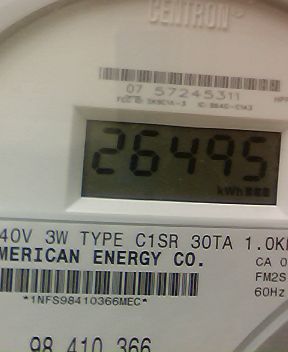 CENTRON
07 57245311
26495
kWh
40V 3W TYPE C1SR 30TA 1.0K
MERICAN ENERGY CO.
CA 0
FM2S
60Hz
*1NFS98410366MEC*
98 410 366